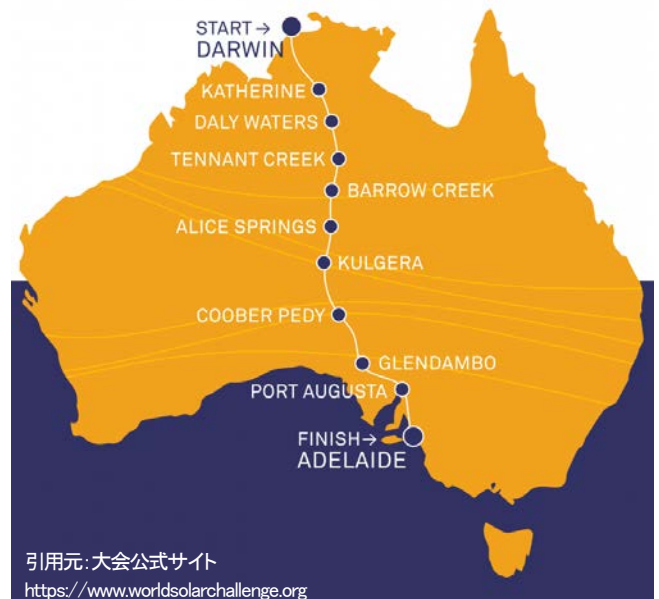 START→
DARWIN
KATHERINE
DALY WATERS
TENNANT CREEK
BARROW CREEK
ALICE SPRINGS
KULGERA
COOBER PEDY
GLENDAMBO
PORT AUGUSTA
FINISH→
ADELAIDE
引用元:大会公式サイト
https://www.worldsolarchallenge.org